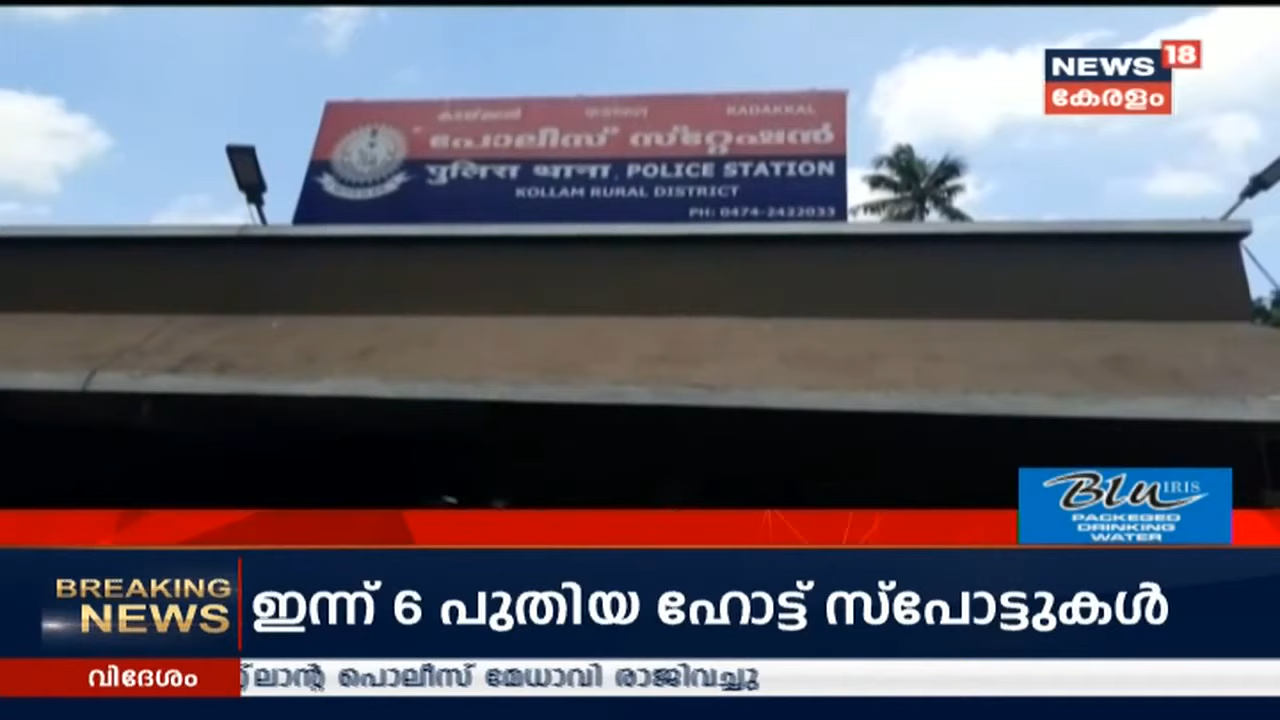 NEWS 18
കേരളം
KADAKKAL
പോലീസ് സ്റ്റേഷൻ
पुलिस थाना, POLICE STATION
KOLLAM RURAL DISTRICT
PH: 0474-2422033
Blu IRIS
PACKEGED
DRINKING
WATER
BREAKING
NEWS
ഇന്ന് 6 പുതിയ ഹോട്ട് സ്പോട്ടുകൾ
വിദേശം
പൊലീസ് മേധാവി രാജിവച്ചു